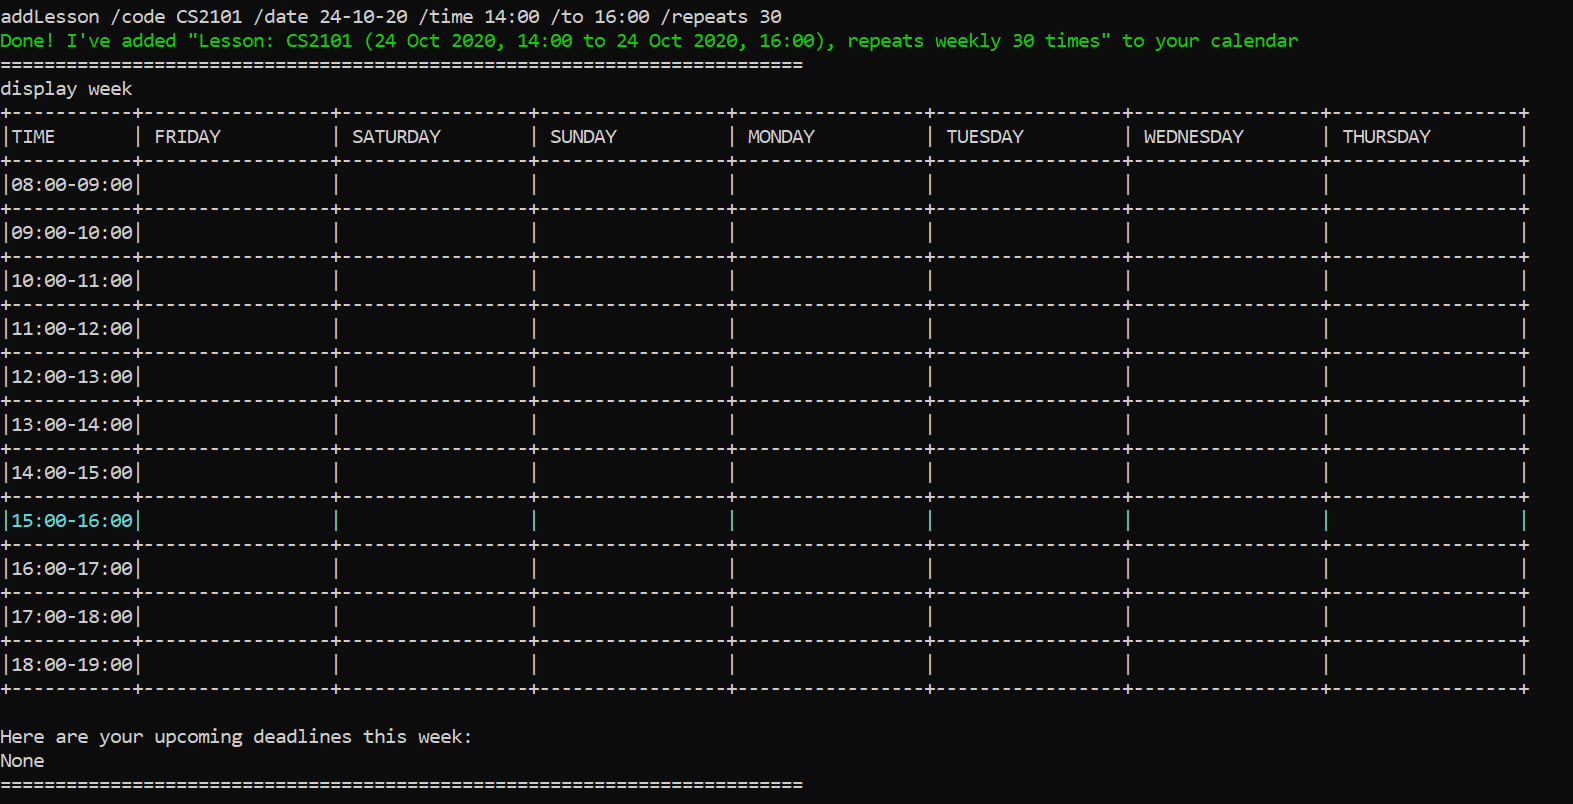 addLesson /code CS2101 /date 24-10-20 /time 14:00 /to 16:00 /repeats 30
Done! I've added "Lesson: CS2101 (24 Oct 2020, 14:00 to 24 Oct 2020, 16:00), repeats weekly 30 times" to your calendar
=========================================================================
display week
+-----------+-----------------+-----------------+-----------------+-----------------+-----------------+-----------------+-----------------+
|TIME       | FRIDAY          | SATURDAY        | SUNDAY          | MONDAY          | TUESDAY         | WEDNESDAY       | THURSDAY        |
+-----------+-----------------+-----------------+-----------------+-----------------+-----------------+-----------------+-----------------+
|08:00-09:00|                 |                 |                 |                 |                 |                 |                 |
+-----------+-----------------+-----------------+-----------------+-----------------+-----------------+-----------------+-----------------+
|09:00-10:00|                 |                 |                 |                 |                 |                 |                 |
+-----------+-----------------+-----------------+-----------------+-----------------+-----------------+-----------------+-----------------+
|10:00-11:00|                 |                 |                 |                 |                 |                 |                 |
+-----------+-----------------+-----------------+-----------------+-----------------+-----------------+-----------------+-----------------+
|11:00-12:00|                 |                 |                 |                 |                 |                 |                 |
+-----------+-----------------+-----------------+-----------------+-----------------+-----------------+-----------------+-----------------+
|12:00-13:00|                 |                 |                 |                 |                 |                 |                 |
+-----------+-----------------+-----------------+-----------------+-----------------+-----------------+-----------------+-----------------+
|13:00-14:00|                 |                 |                 |                 |                 |                 |                 |
+-----------+-----------------+-----------------+-----------------+-----------------+-----------------+-----------------+-----------------+
|14:00-15:00|                 |                 |                 |                 |                 |                 |                 |
+-----------+-----------------+-----------------+-----------------+-----------------+-----------------+-----------------+-----------------+
|15:00-16:00|                 |                 |                 |                 |                 |                 |                 |
+-----------+-----------------+-----------------+-----------------+-----------------+-----------------+-----------------+-----------------+
|16:00-17:00|                 |                 |                 |                 |                 |                 |                 |
+-----------+-----------------+-----------------+-----------------+-----------------+-----------------+-----------------+-----------------+
|17:00-18:00|                 |                 |                 |                 |                 |                 |                 |
+-----------+-----------------+-----------------+-----------------+-----------------+-----------------+-----------------+-----------------+
|18:00-19:00|                 |                 |                 |                 |                 |                 |                 |
+-----------+-----------------+-----------------+-----------------+-----------------+-----------------+-----------------+-----------------+
Here are your upcoming deadlines this week:
None
=========================================================================